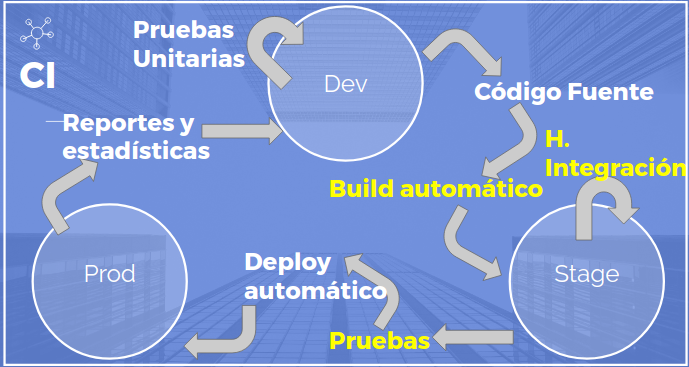 CI
Pruebas
Unitarias
Dev
Código Fuente
H.
Integración
Build automático
Stage
Pruebas
Deploy
automático
Prod
Reportes y
estadísticas